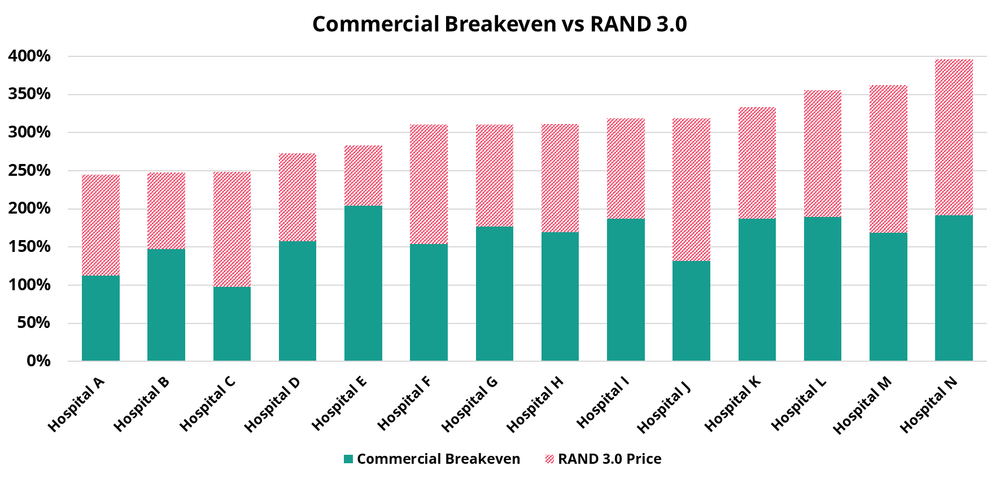 Commercial Breakeven vs RAND 3.0
400%
350%
300%
250%
200%
150%
100%
50%
0%
Hospital A
Hospital B
Hospital C
Hospital D
Hospital E
Hospital F
Hospital G
Hospital H
Hospital I
Hospital J
Hospital K
Hospital L
Hospital M
Hospital N
Commercial Breakeven
RAND 3.0 Price